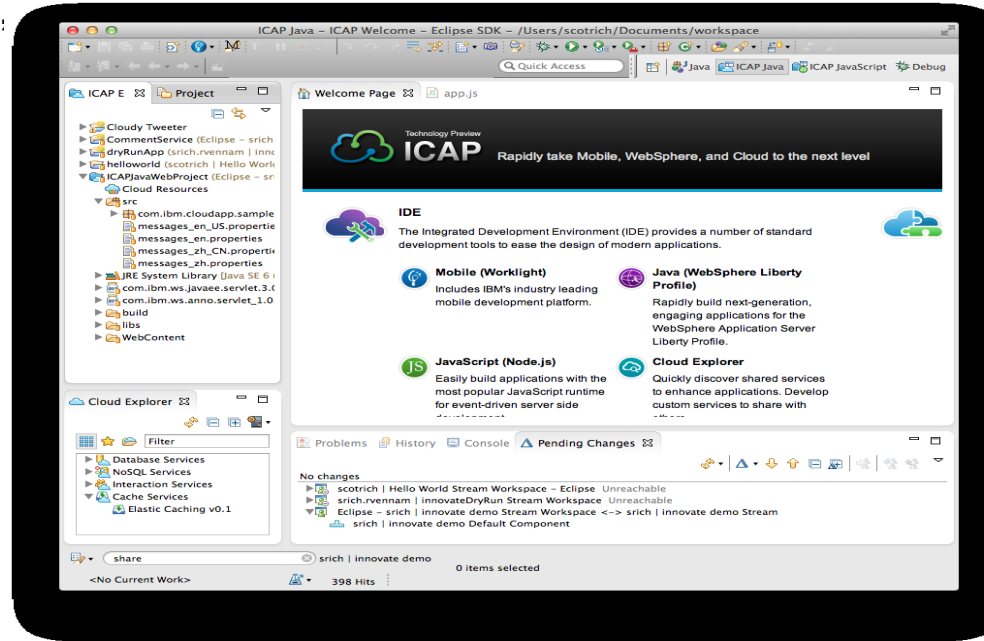 ICAP Java – ICAP Welcome – Eclipse SDK – /Users/scotrich/Documents/workspace
Quick Access
Java
ICAP Java
ICAP JavaScript
Debug
ICAP E
Project
Cloudy Tweeter
CommentService (Eclipse – srich
dryRunApp (srich.rvennam | inno
helloworld (scotrich | Hello Worl
ICAPJavaWebProject (Eclipse – sr
Cloud Resources
src
com.ibm.cloudapp.sample
messages_en_US.propertie
messages_en.properties
messages_zh_CN.properti
messages_zh.properties
JRE System Library [Java SE 6
com.ibm.ws.javaee.servlet.3.
com.ibm.ws.anno.servlet_1.0
build
libs
WebContent
Welcome Page
app.js
Technology Preview
ICAP
Rapidly take Mobile, WebSphere, and Cloud to the next level
IDE
The Integrated Development Environment (IDE) provides a number of standard
development tools to ease the design of modern applications.
Mobile (Worklight)
Includes IBM's industry leading
mobile development platform.
Java (WebSphere Liberty
Profile)
Rapidly build next-generation,
engaging applications for the
WebSphere Application Server
Liberty Profile.
JS
JavaScript (Node.js)
Easily build applications with the
most popular JavaScript runtime
for event-driven server side
Cloud Explorer
Quickly discover shared services
to enhance applications. Develop
custom services to share with
Cloud Explorer
Filter
Database Services
NoSQL Services
Interaction Services
Cache Services
Elastic Caching v0.1
Problems
History
Console
Pending Changes
No changes
scotrich | Hello World Stream Workspace – Eclipse Unreachable
srich.rvennam | innovateDryRun Stream Workspace Unreachable
Eclipse – srich | innovate demo Stream Workspace <-> srich | innovate demo Stream
srich | innovate demo Default Component
share
srich | innovate demo
0 items selected
<No Current Work>
398 Hits